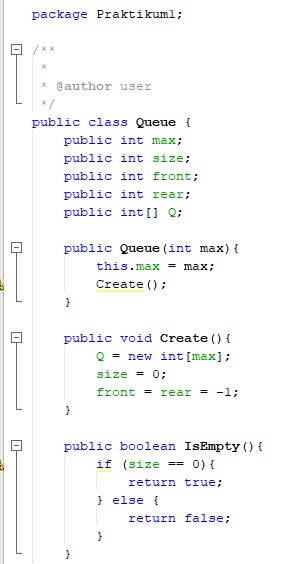 package Praktikum1;
/**
*
* @author user
*/
public class Queue {
public int max;
public int size;
public int front;
public int rear;
public int[] Q;
public Queue(int max){
this.max = max;
Create();
}
public void Create(){
Q = new int[max];
size = 0;
front = rear = -1;
}
public boolean IsEmpty(){
if (size == 0){
return true;
} else {
return false;
}
}